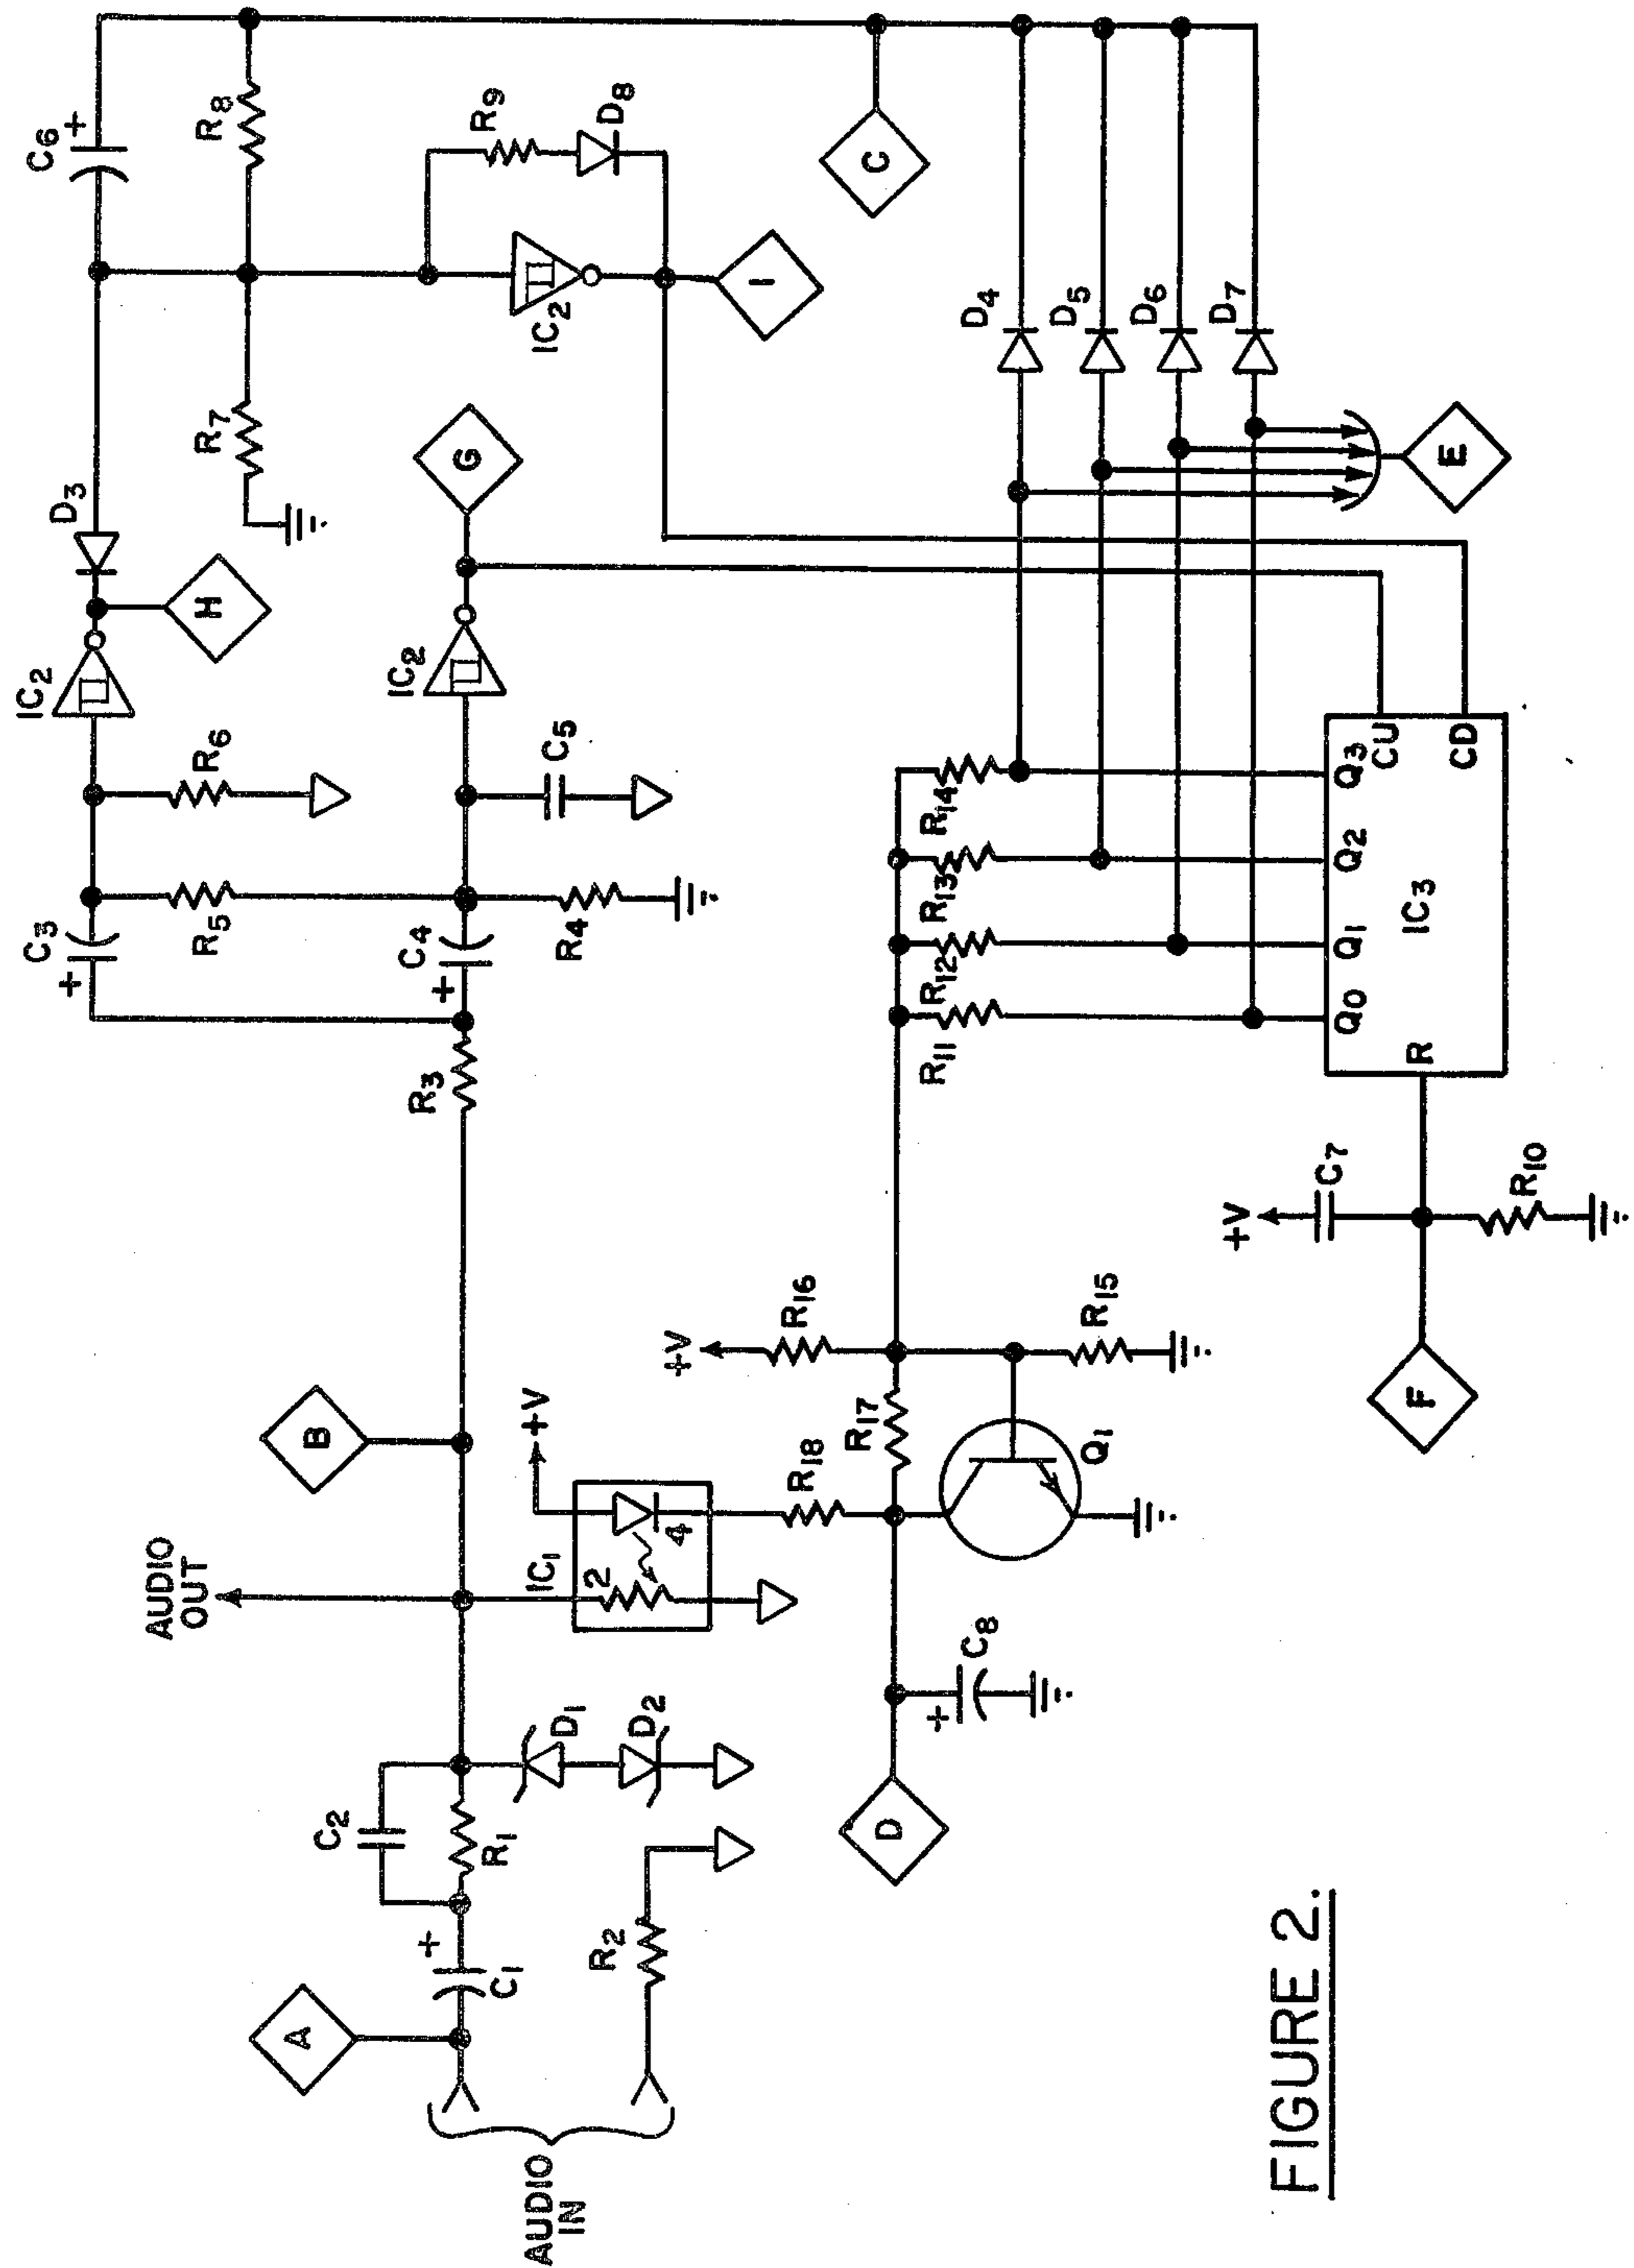 C6 +
R8
R9
D8
C
IC2
I
D4
D5
D6
D7
R7
D3
H
G
E
IC2
IC2
R6
C5
C3
+
R5
C4
+
R4
R3
R14
R13
R12
R11
Q3
Q2
Q1
Q0
CU
CD
IC3
R
C7
+V
R10
F
B
+V
R16
R15
+V
R17
R18
Q1
IC1
2
4
AUDIO
OUT
C8
+
D
D1
D2
C2
R1
R2
+
C1
A
AUDIO
IN
FIGURE 2.